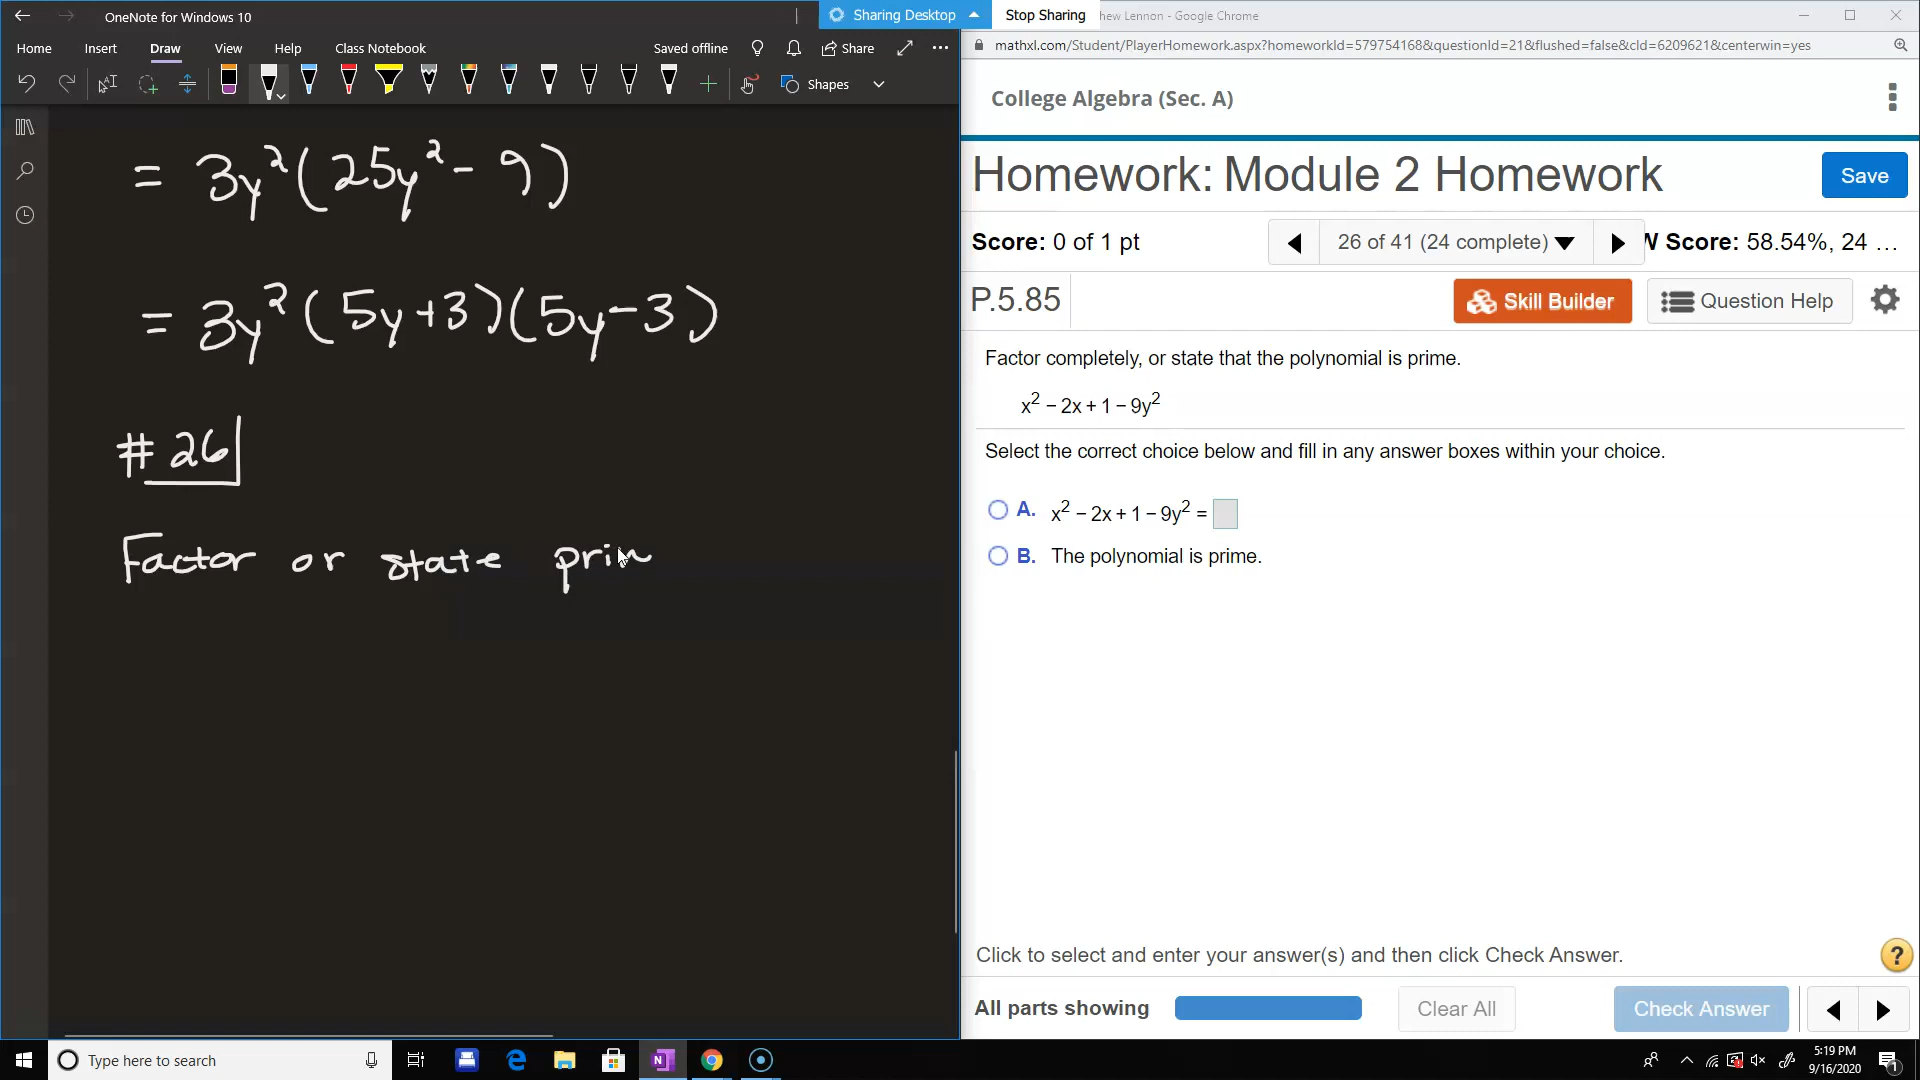 OneNote for Windows 10
Sharing Desktop
Stop Sharing
hew Lennon - Google Chrome
Home Insert Draw View Help Class Notebook
Saved offline
Share
mathxl.com/Student/PlayerHomework.aspx?homeworkId=579754168&questionId=21&flushed=false&cId=6209621&centerwin=yes
Shapes
= 3y²(25y² - 9)
= 3y²(5y+3)(5y-3)
# 26
Factor or state prim
College Algebra (Sec. A)
Homework: Module 2 Homework
Save
Score: 0 of 1 pt
26 of 41 (24 complete)
W Score: 58.54%, 24 ...
P.5.85
Skill Builder
Question Help
Factor completely, or state that the polynomial is prime.
x² − 2x + 1 − 9y²
Select the correct choice below and fill in any answer boxes within your choice.
A. x² − 2x + 1 − 9y² =
B. The polynomial is prime.
Click to select and enter your answer(s) and then click Check Answer.
?
All parts showing
Clear All
Check Answer
Type here to search
5:19 PM
9/16/2020